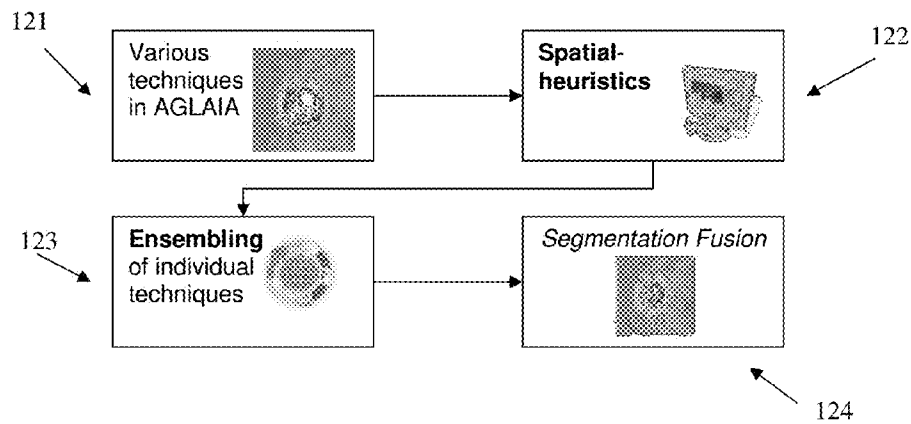 121
Various
techniques
in AGLAIA
Spatial-
heuristics
122
123
Ensembling
of individual
techniques
Segmentation Fusion
124